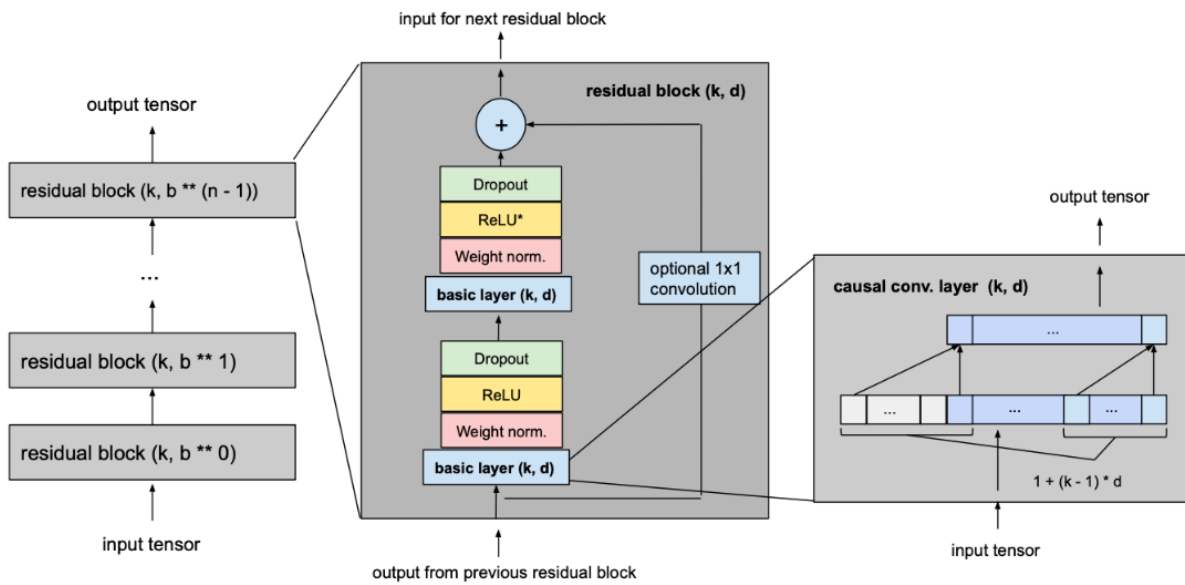 output tensor
residual block (k, b ** (n - 1))
...
residual block (k, b ** 1)
residual block (k, b ** 0)
input tensor
input for next residual block
residual block (k, d)
+
Dropout
ReLU*
Weight norm.
basic layer (k, d)
optional 1x1
convolution
Dropout
ReLU
Weight norm.
basic layer (k, d)
output from previous residual block
output tensor
causal conv. layer (k, d)
...
... ... ...
1 + (k - 1) * d
input tensor